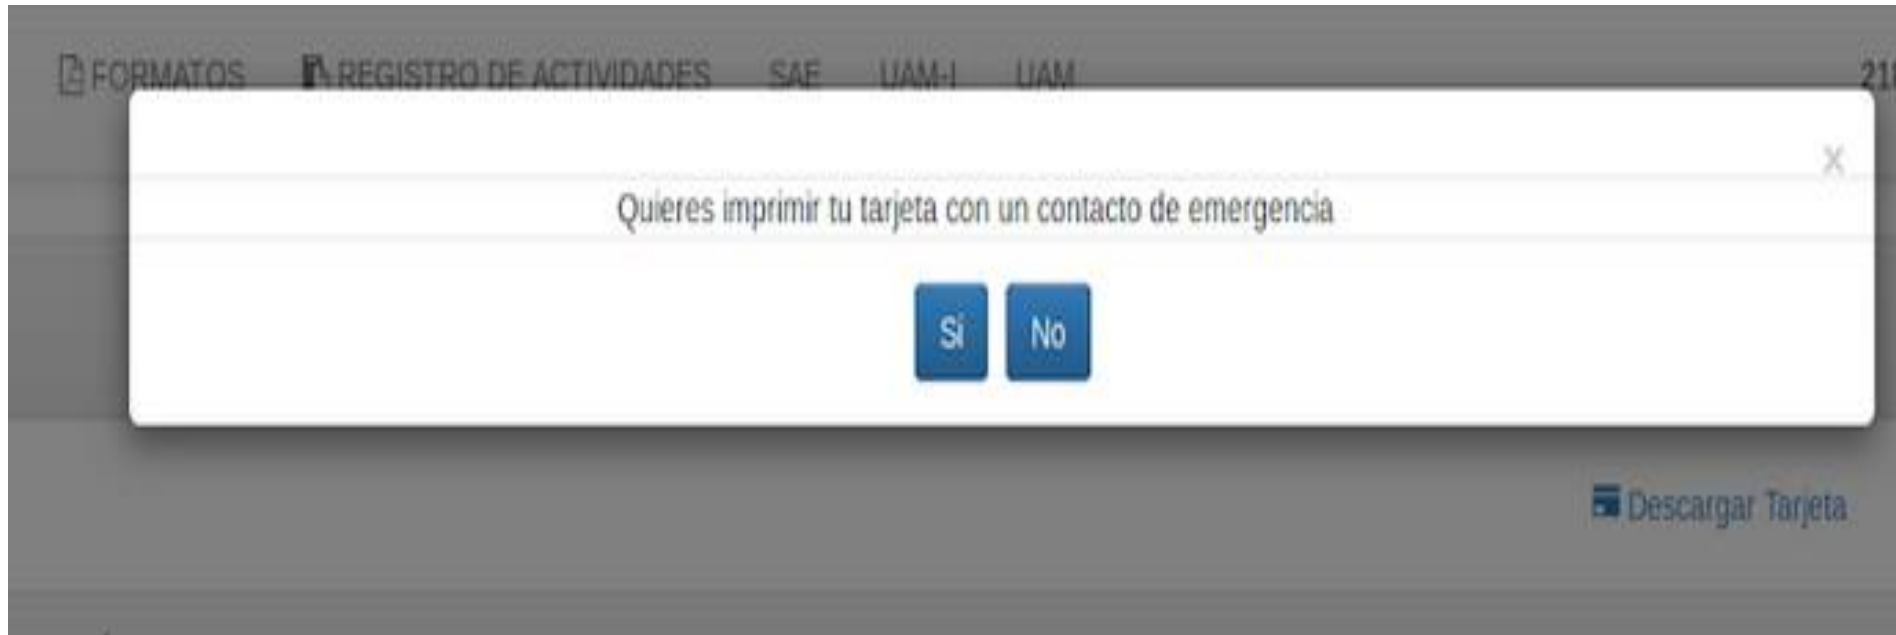 FORMATOS REGISTRO DE ACTIVIDADES SAE UAM-I UAM
x
Quieres imprimir tu tarjeta con un contacto de emergencia
Sí No
Descargar Tarjeta